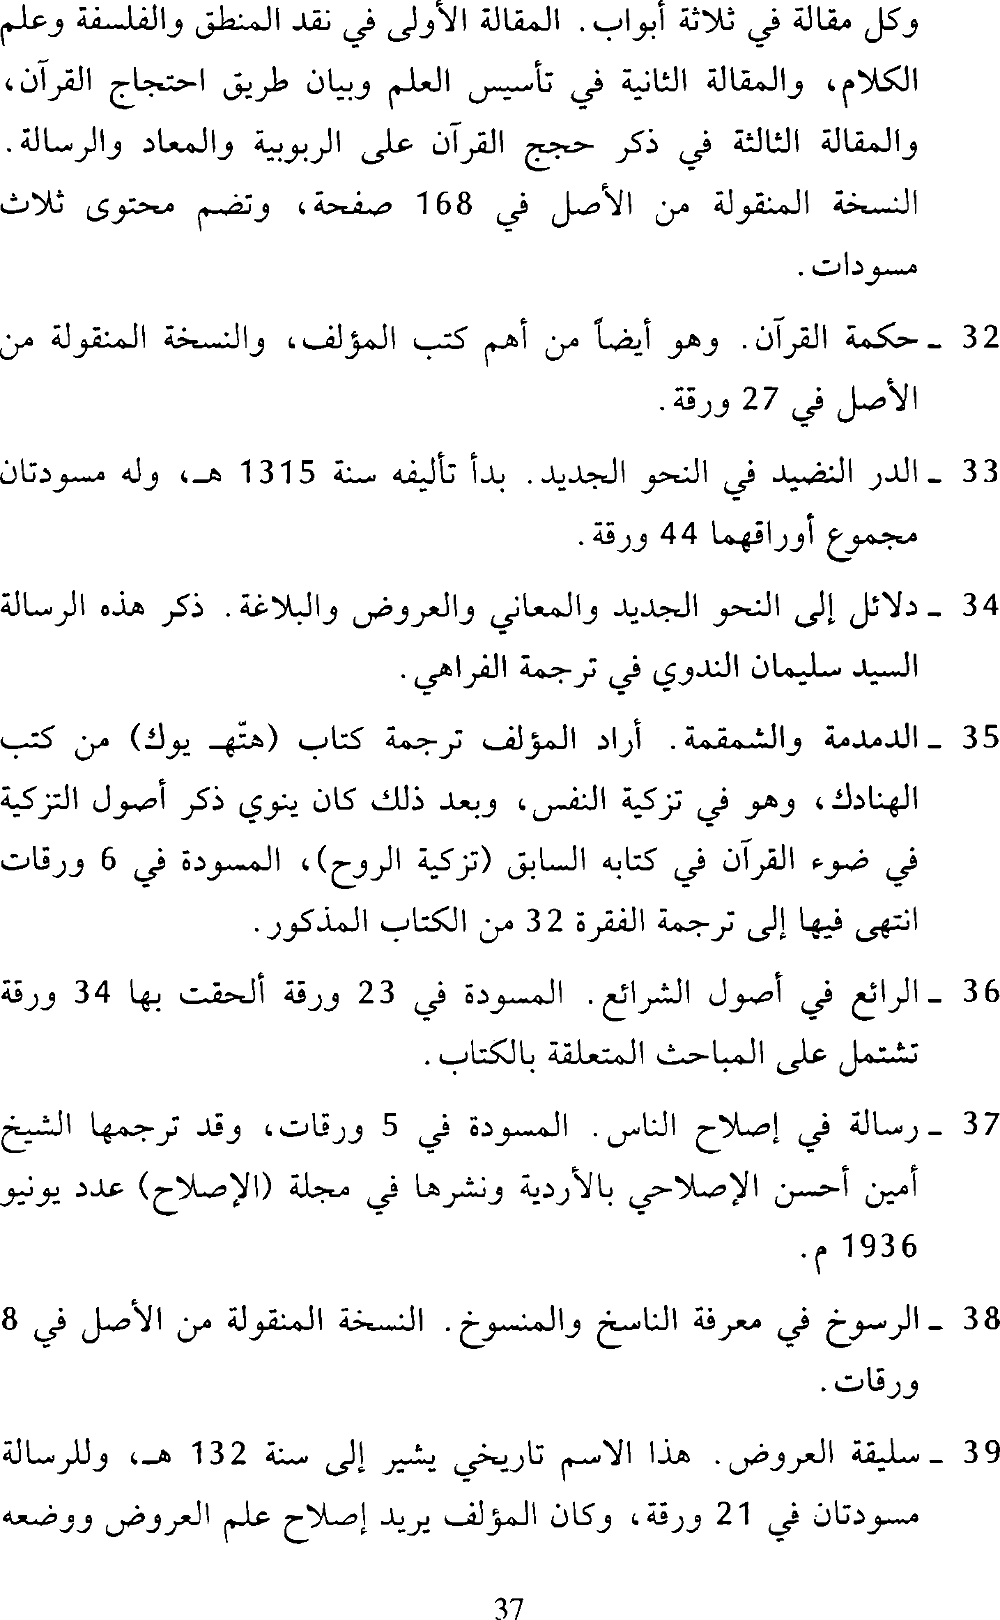 وكل مقالة في ثلاثة أبواب. المقالة الأولى في نقد المنطق والفلسفة وعلم
الكلام، والمقالة الثانية في تأسيس العلم وبيان طريق احتجاج القرآن،
والمقالة الثالثة في ذكر حجج القرآن على الربوبية والمعاد والرسالة.
النسخة المنقولة من الأصل في 168 صفحة، وتضم محتوى ثلاث
مسودات.
32 ـ حكمة القرآن. وهو أيضاً من أهم كتب المؤلف، والنسخة المنقولة من
الأصل في 27 ورقة.
33 ـ الدر النضيد في النحو الجديد. بدأ تأليفه سنة 1315 هـ، وله مسودتان
مجموع أوراقهما 44 ورقة.
34 ـ دلائل إلى النحو الجديد والمعاني والعروض والبلاغة. ذكر هذه الرسالة
السيد سليمان الندوي في ترجمة الفراهي.
35 ـ الدمدمة والشمقمة. أراد المؤلف ترجمة كتاب (هتّهـ يوك) من كتب
الهنادك، وهو في تزكية النفس، وبعد ذلك كان ينوي ذكر أصول التزكية
في ضوء القرآن في كتابه السابق (تزكية الروح)، المسودة في 6 ورقات
انتهى فيها إلى ترجمة الفقرة 32 من الكتاب المذكور.
36 ـ الرائع في أصول الشرائع. المسودة في 23 ورقة ألحقت بها 34 ورقة
تشتمل على المباحث المتعلقة بالكتاب.
37 ـ رسالة في إصلاح الناس. المسودة في 5 ورقات، وقد ترجمها الشيخ
أمين أحسن الإصلاحي بالأردية ونشرها في مجلة (الإصلاح) عدد يونيو
1936 م.
38 ـ الرسوخ في معرفة الناسخ والمنسوخ. النسخة المنقولة من الأصل في 8
ورقات.
39 ـ سليقة العروض. هذا الاسم تاريخي يشير إلى سنة 132 هـ، وللرسالة
مسودتان في 21 ورقة، وكان المؤلف يريد إصلاح علم العروض ووضعه
37